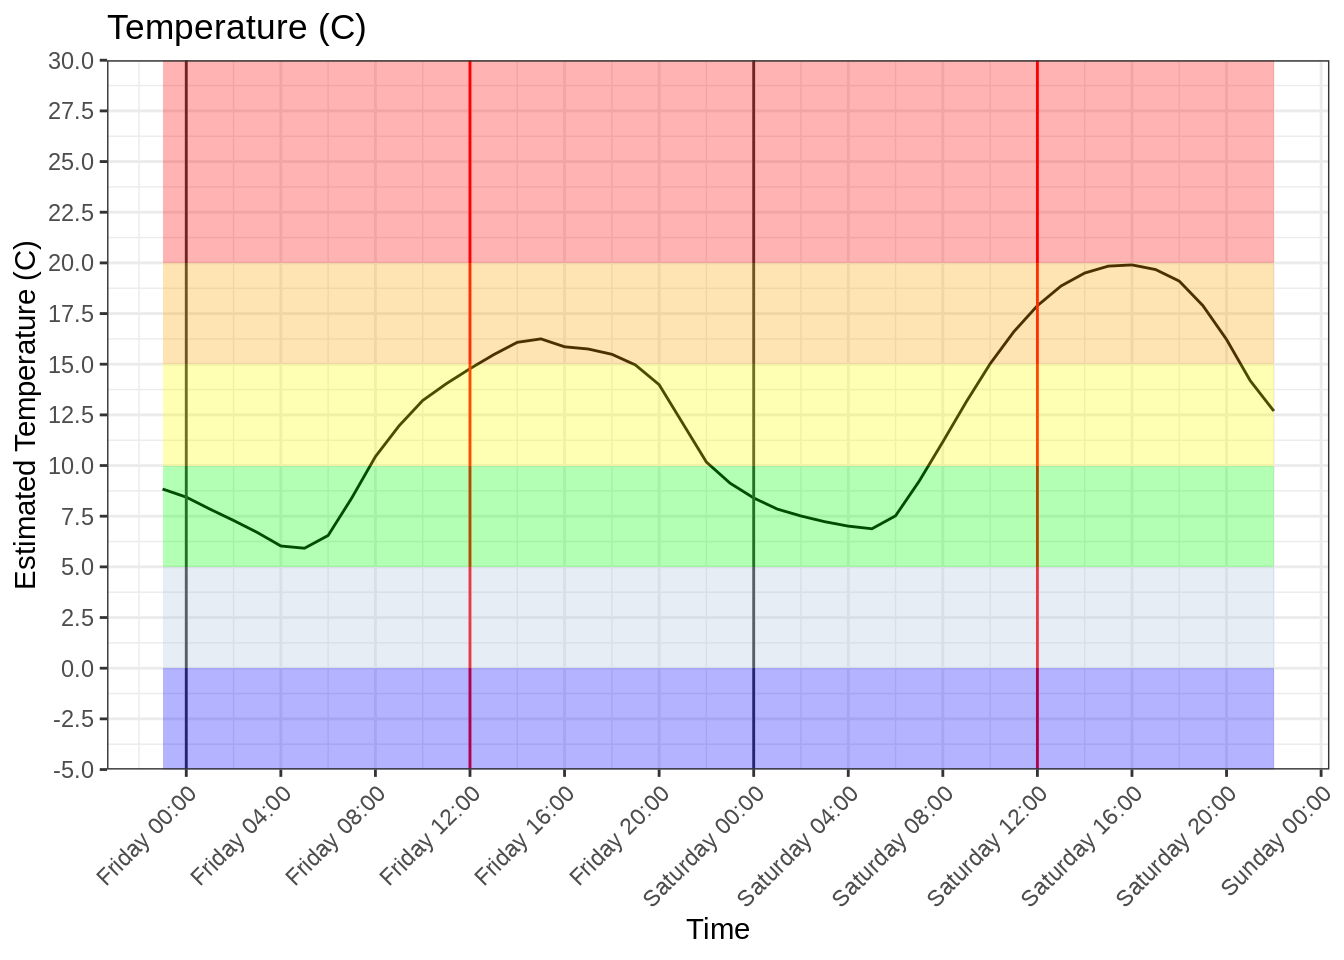 Temperature (C)
Estimated Temperature (C)
30.0
27.5
25.0
22.5
20.0
17.5
15.0
12.5
10.0
7.5
5.0
2.5
0.0
-2.5
-5.0
Friday 00:00
Friday 04:00
Friday 08:00
Friday 12:00
Friday 16:00
Friday 20:00
Saturday 00:00
Saturday 04:00
Saturday 08:00
Saturday 12:00
Saturday 16:00
Saturday 20:00
Sunday 00:00
Time